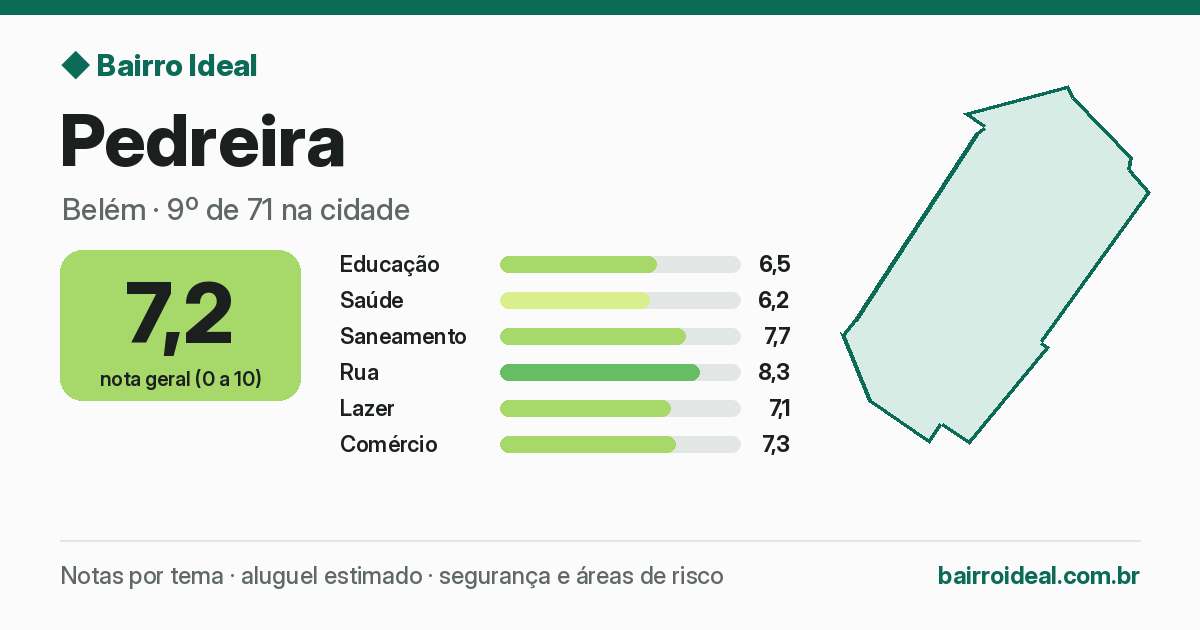 Bairro Ideal
Pedreira
Belém · 9º de 71 na cidade
7,2
nota geral (0 a 10)
Educação 6,5
Saúde 6,2
Saneamento 7,7
Rua 8,3
Lazer 7,1
Comércio 7,3
Notas por tema · aluguel estimado · segurança e áreas de risco
bairroideal.com.br